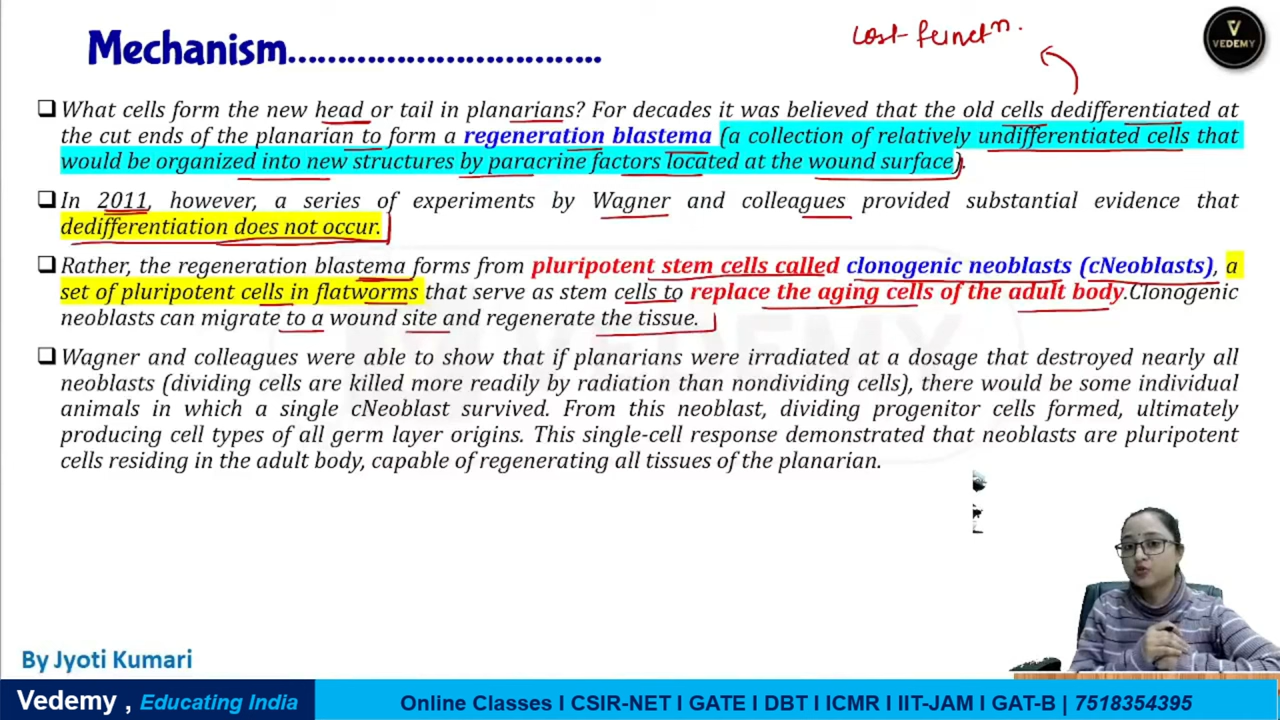 Mechanism................................
Lost functn.
VEDEMY
❑ What cells form the new head or tail in planarians? For decades it was believed that the old cells dedifferentiated at
the cut ends of the planarian to form a regeneration blastema (a collection of relatively undifferentiated cells that
would be organized into new structures by paracrine factors located at the wound surface).
❑ In 2011, however, a series of experiments by Wagner and colleagues provided substantial evidence that
dedifferentiation does not occur.
❑ Rather, the regeneration blastema forms from pluripotent stem cells called clonogenic neoblasts (cNeoblasts), a
set of pluripotent cells in flatworms that serve as stem cells to replace the aging cells of the adult body.Clonogenic
neoblasts can migrate to a wound site and regenerate the tissue.
❑ Wagner and colleagues were able to show that if planarians were irradiated at a dosage that destroyed nearly all
neoblasts (dividing cells are killed more readily by radiation than nondividing cells), there would be some individual
animals in which a single cNeoblast survived. From this neoblast, dividing progenitor cells formed, ultimately
producing cell types of all germ layer origins. This single-cell response demonstrated that neoblasts are pluripotent
cells residing in the adult body, capable of regenerating all tissues of the planarian.
VEDEMY
By Jyoti Kumari
Vedemy , Educating India
Online Classes I CSIR-NET I GATE I DBT I ICMR I IIT-JAM I GAT-B | 7518354395